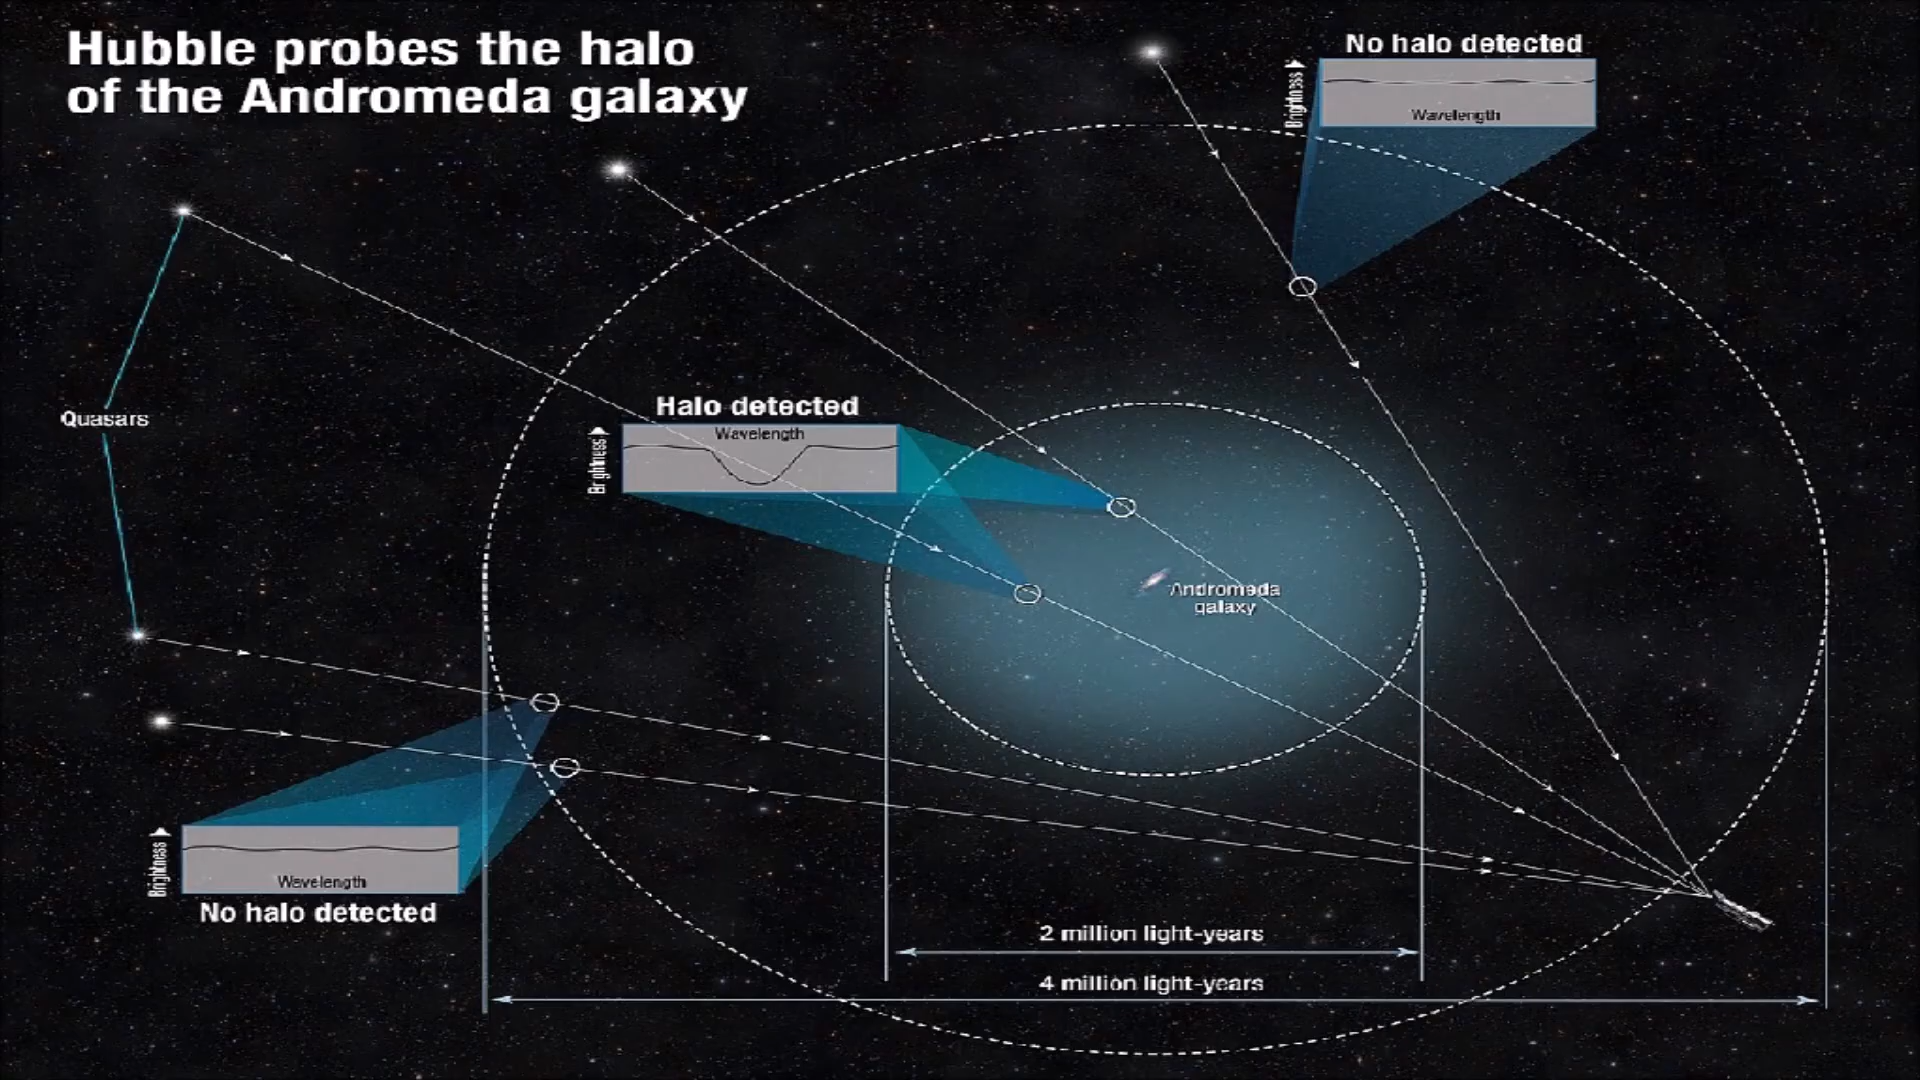 Hubble probes the halo
of the Andromeda galaxy
No halo detected
Brightness
Wavelength
Quasars
Halo detected
Wavelength
Brightness
Andromeda
galaxy
Brightness
Wavelength
No halo detected
2 million light-years
4 million light-years